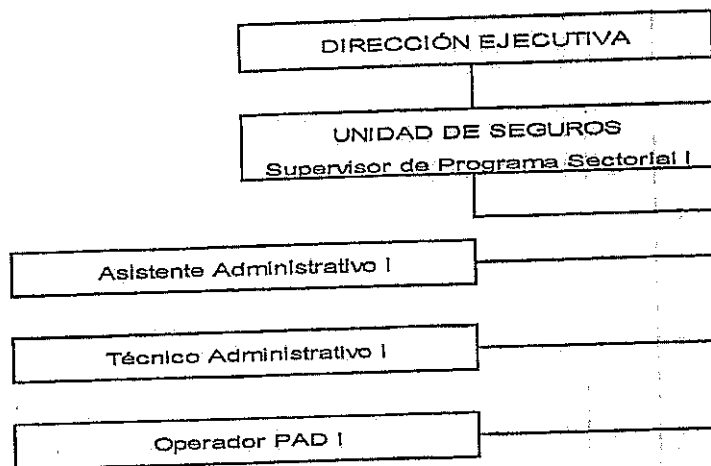 DIRECCIÓN EJECUTIVA
UNIDAD DE SEGUROS
Supervisor de Programa Sectorial I
Asistente Administrativo I
Técnico Administrativo I
Operador PAD I